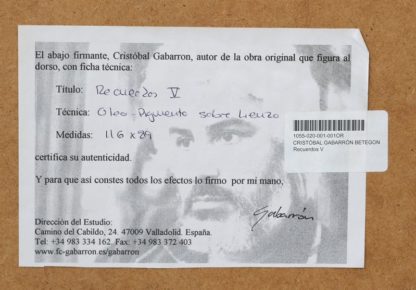 El abajo firmante, Cristóbal Gabarron, autor de la obra original que figura al
dorso, con ficha técnica:
Título: Recuerdos V
Técnica: Oleo-Pigmento sobre Lienzo
Medidas: 116 x 89
certifica su autenticidad.
Y para que así constes todos los efectos lo firmo por mi mano,
1055-020-001-001OR
CRISTÓBAL GABARRÓN BETEGON
Recuerdos V
Gabarrón
Dirección del Estudio:
Camino del Cabildo, 24. 47009 Valladolid. España.
Tel: +34 983 334 162. Fax: +34 983 372 403
www.fc-gabarron.es/gabarron